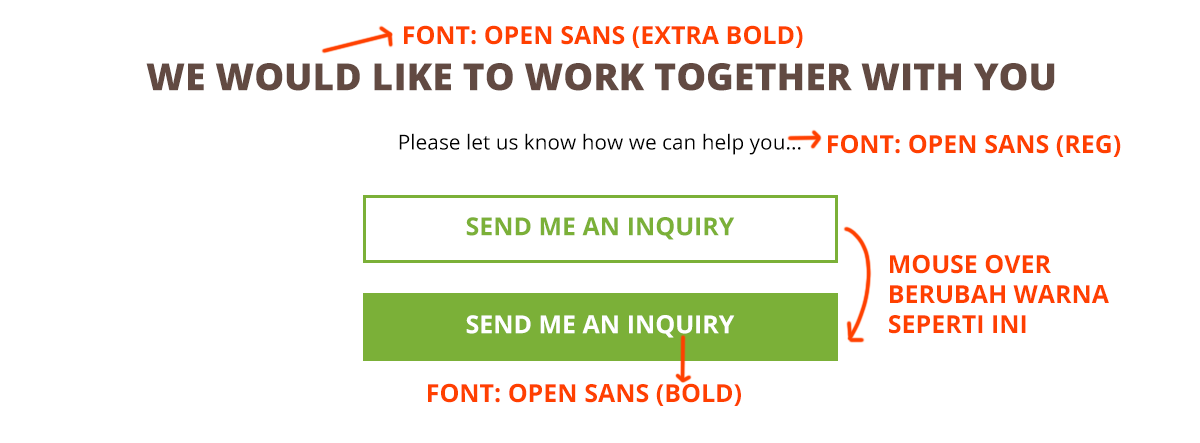 FONT: OPEN SANS (EXTRA BOLD)
WE WOULD LIKE TO WORK TOGETHER WITH YOU
Please let us know how we can help you...
FONT: OPEN SANS (REG)
SEND ME AN INQUIRY
MOUSE OVER
BERUBAH WARNA
SEPERTI INI
SEND ME AN INQUIRY
FONT: OPEN SANS (BOLD)